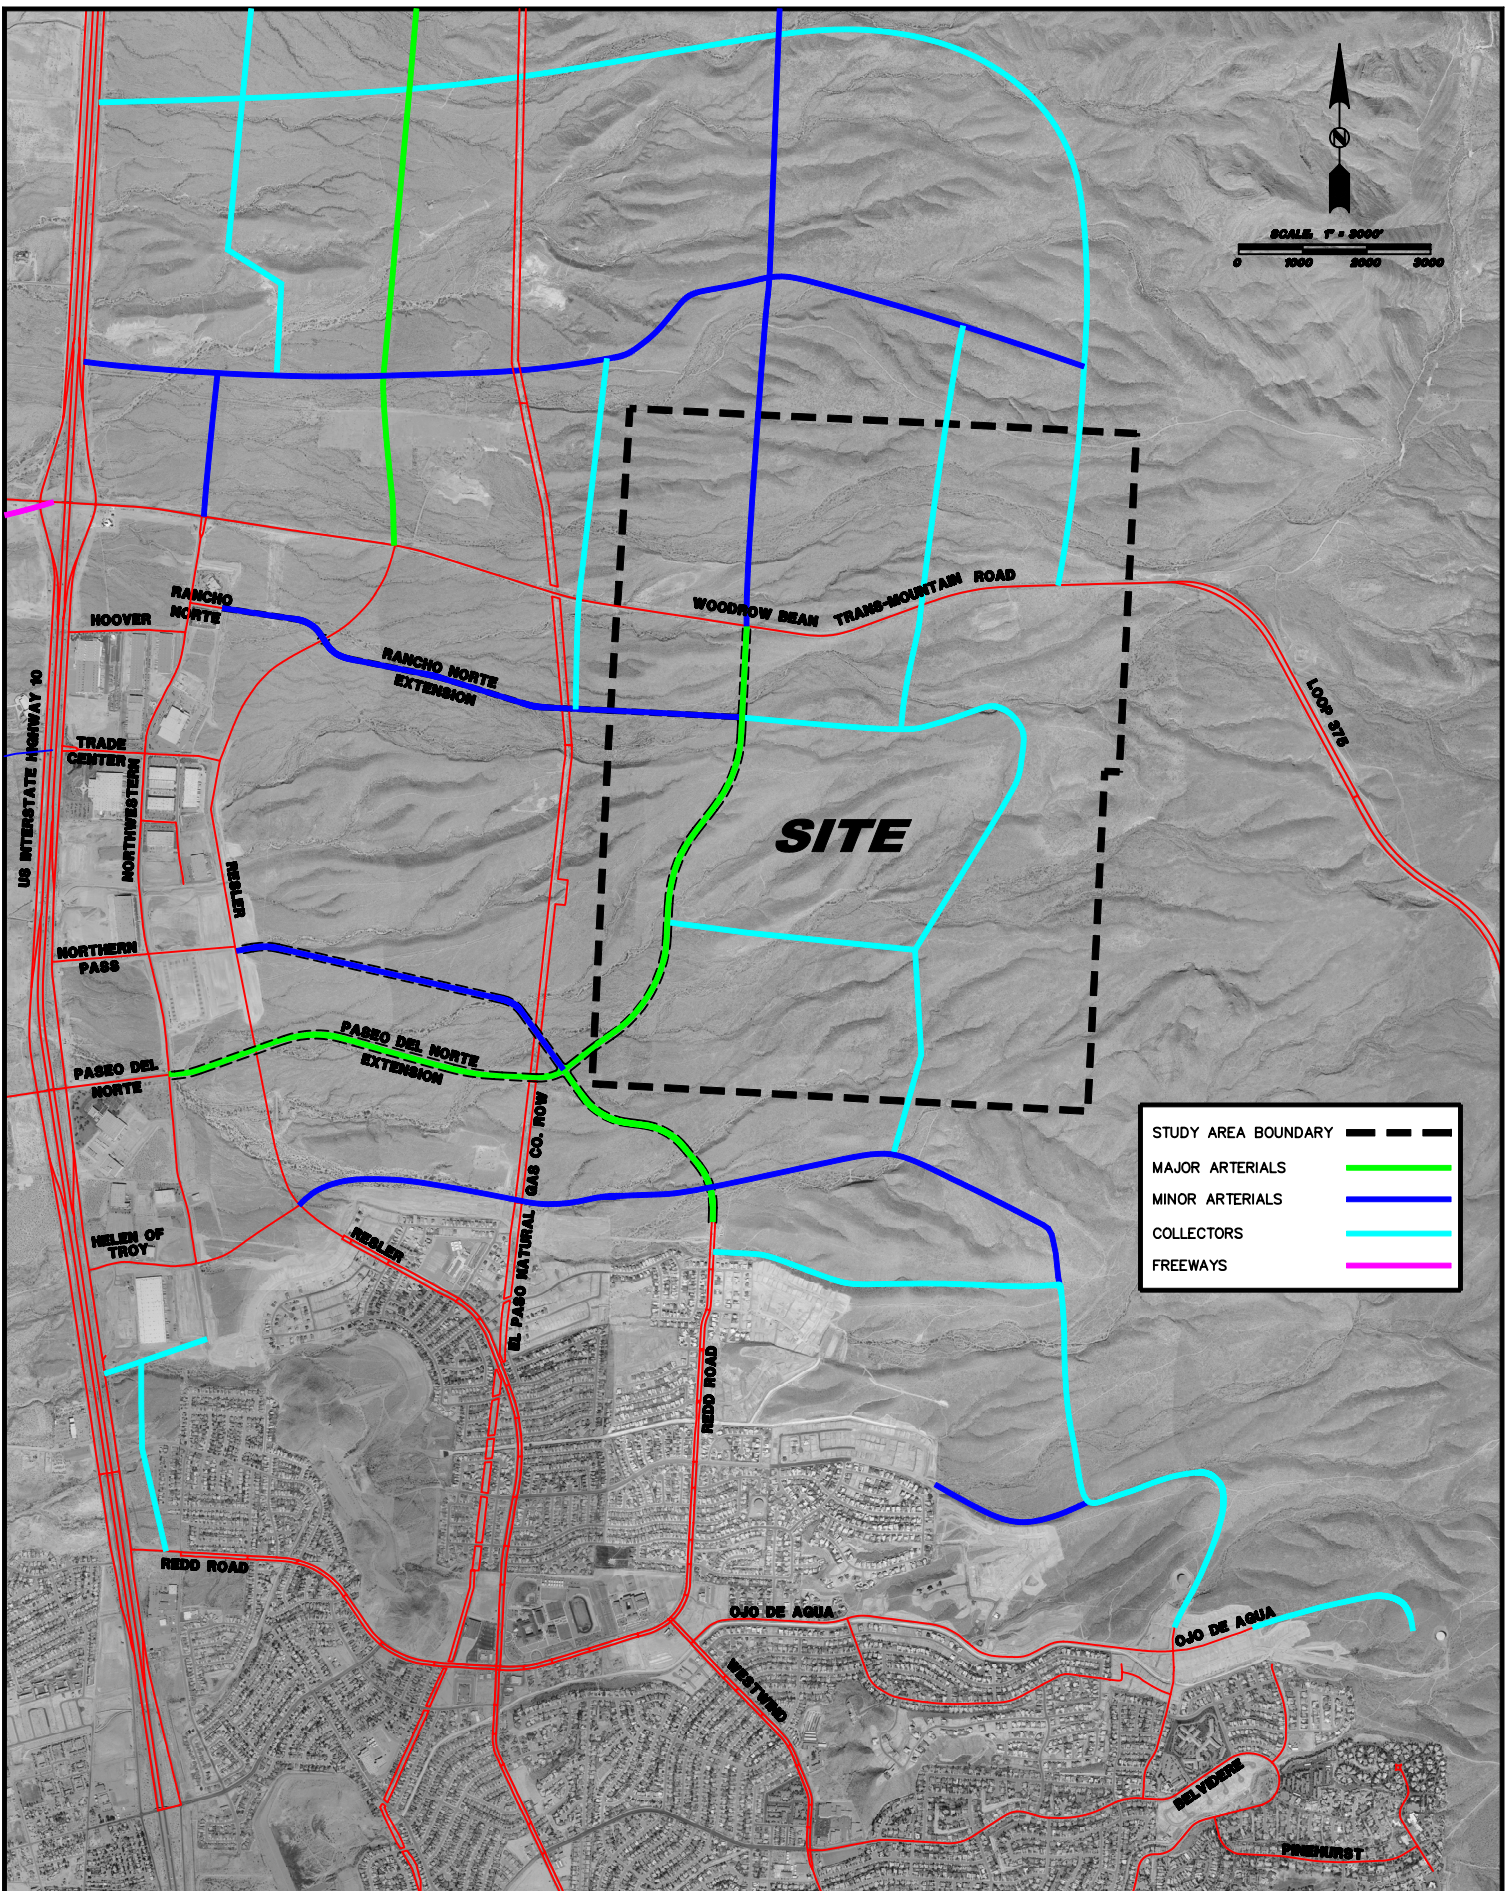 N
SCALE: 1" = 3000'
0 1000 2000 3000
RANCHO
NORTE
HOOVER
WOODROW BEAN TRANS-MOUNTAIN ROAD
RANCHO NORTE
EXTENSION
US INTERSTATE HIGHWAY 10
LOOP 375
TRADE
CENTER
NORTHWESTERN
SITE
RESLER
NORTHERN
PASS
PASEO DEL NORTE
EXTENSION
PASEO DEL
NORTE
EL PASO NATURAL GAS CO. ROW
STUDY AREA BOUNDARY
MAJOR ARTERIALS
MINOR ARTERIALS
COLLECTORS
FREEWAYS
HELEN OF
TROY
RESLER
REDD ROAD
REDD ROAD
OJO DE AGUA
OJO DE AGUA
WESTWIND
BELVIDERE
PINEHURST